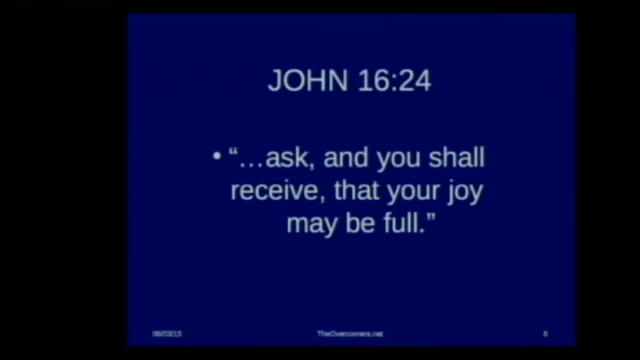 JOHN 16:24
• “…ask, and you shall
receive, that your joy
may be full.”
TheOvercomers.net